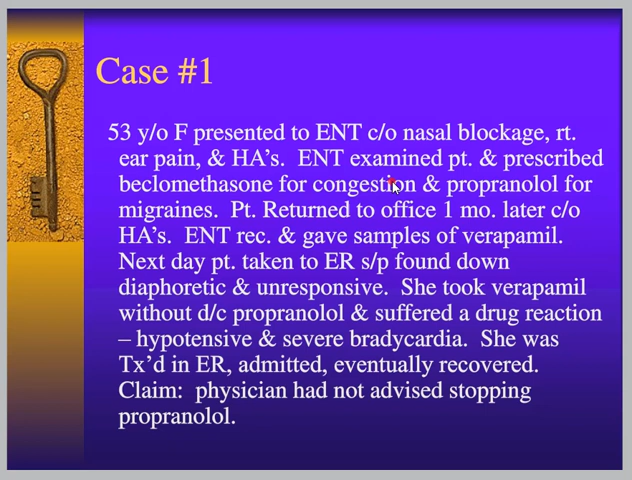 Case #1
53 y/o F presented to ENT c/o nasal blockage, rt.
ear pain, & HA’s.  ENT examined pt. & prescribed
beclomethasone for congestion & propranolol for
migraines.  Pt. Returned to office 1 mo. later c/o
HA’s.  ENT rec. & gave samples of verapamil.
Next day pt. taken to ER s/p found down
diaphoretic & unresponsive.  She took verapamil
without d/c propranolol & suffered a drug reaction
– hypotensive & severe bradycardia.  She was
Tx’d in ER, admitted, eventually recovered.
Claim:  physician had not advised stopping
propranolol.